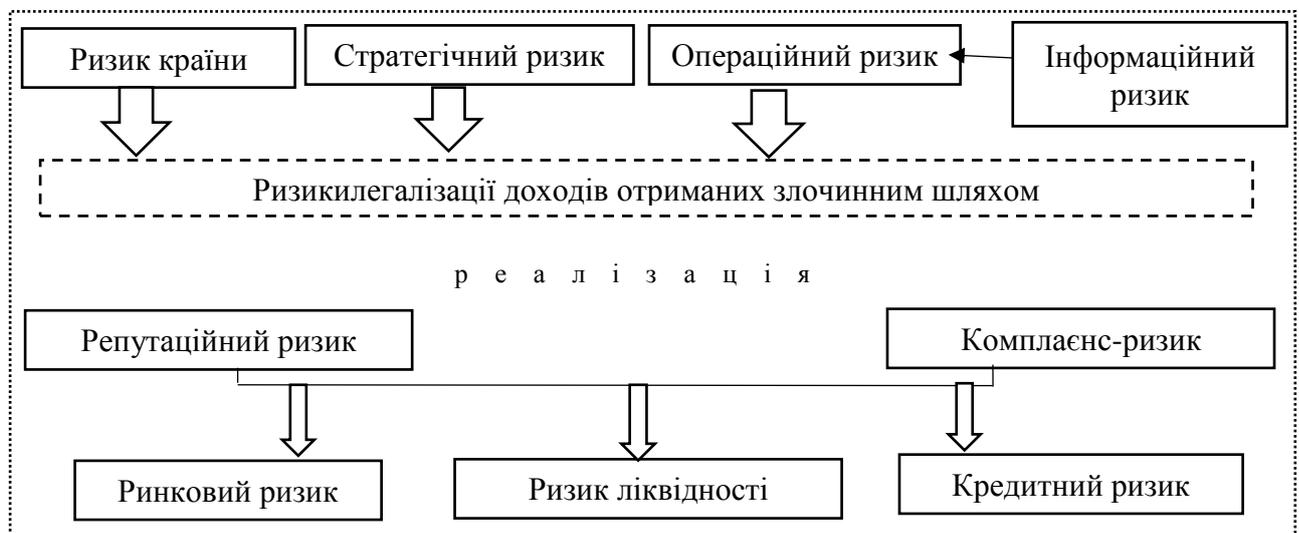 Ризик країни
Стратегічний ризик
Операційний ризик
Інформаційний
ризик
Ризикилегалізації доходів отриманих злочинним шляхом
р е а л і з а ц і я
Репутаційний ризик
Комплаєнс-ризик
Ринковий ризик
Ризик ліквідності
Кредитний ризик